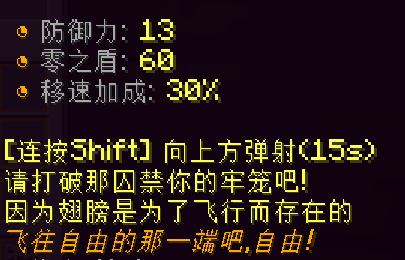 防御力: 13
零之盾: 60
移速加成: 30%
[连按Shift] 向上方弹射(15s)
请打破那囚禁你的牢笼吧!
因为翅膀是为了飞行而存在的
飞往自由的那一端吧,自由!